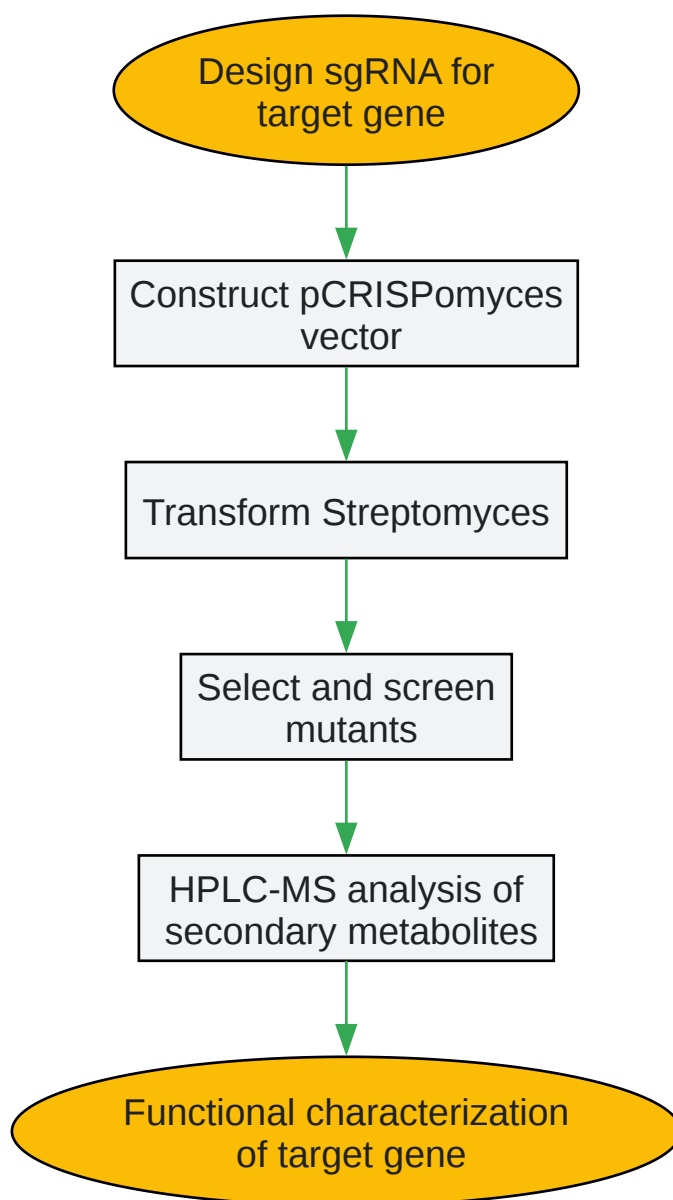 Design sgRNA for
target gene
Construct pCRISPomyces
vector
Transform Streptomyces
Select and screen
mutants
HPLC-MS analysis of
secondary metabolites
Functional characterization
of target gene